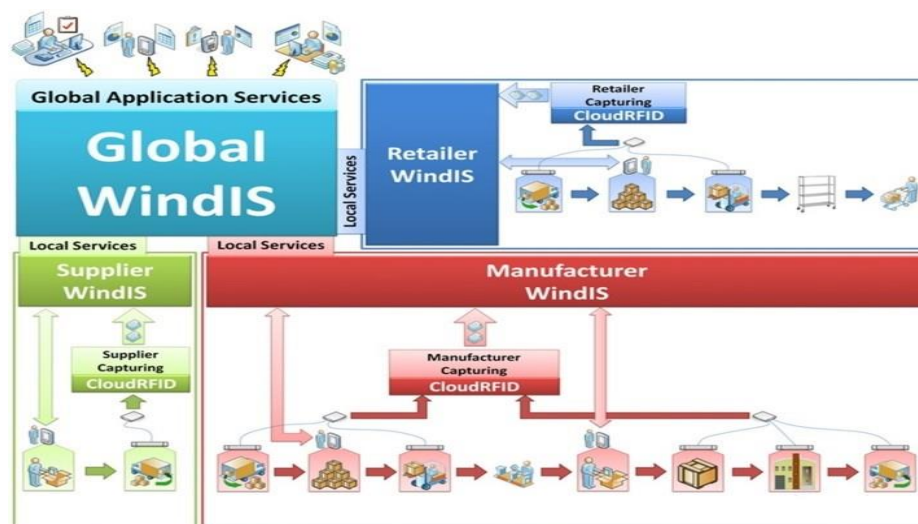 Global Application Services
Global
WindIS
Local Services
Retailer
WindIS
Retailer
Capturing
CloudRFID
Local Services
Supplier
WindIS
Supplier
Capturing
CloudRFID
Local Services
Manufacturer
WindIS
Manufacturer
Capturing
CloudRFID